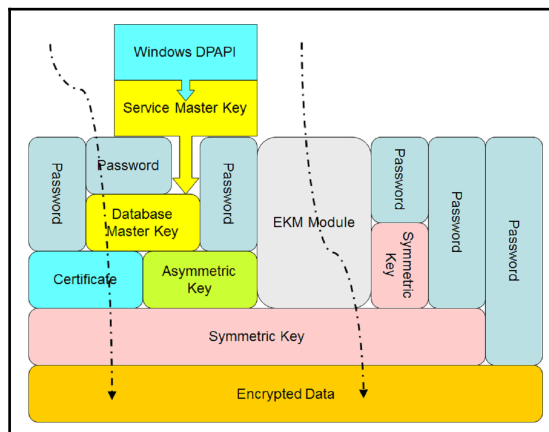 Windows DPAPI
Service Master Key
Password
Password
Password
Database
Master Key
EKM Module
Password
Symmetric
Key
Password
Password
Certificate
Asymmetric
Key
Symmetric Key
Encrypted Data